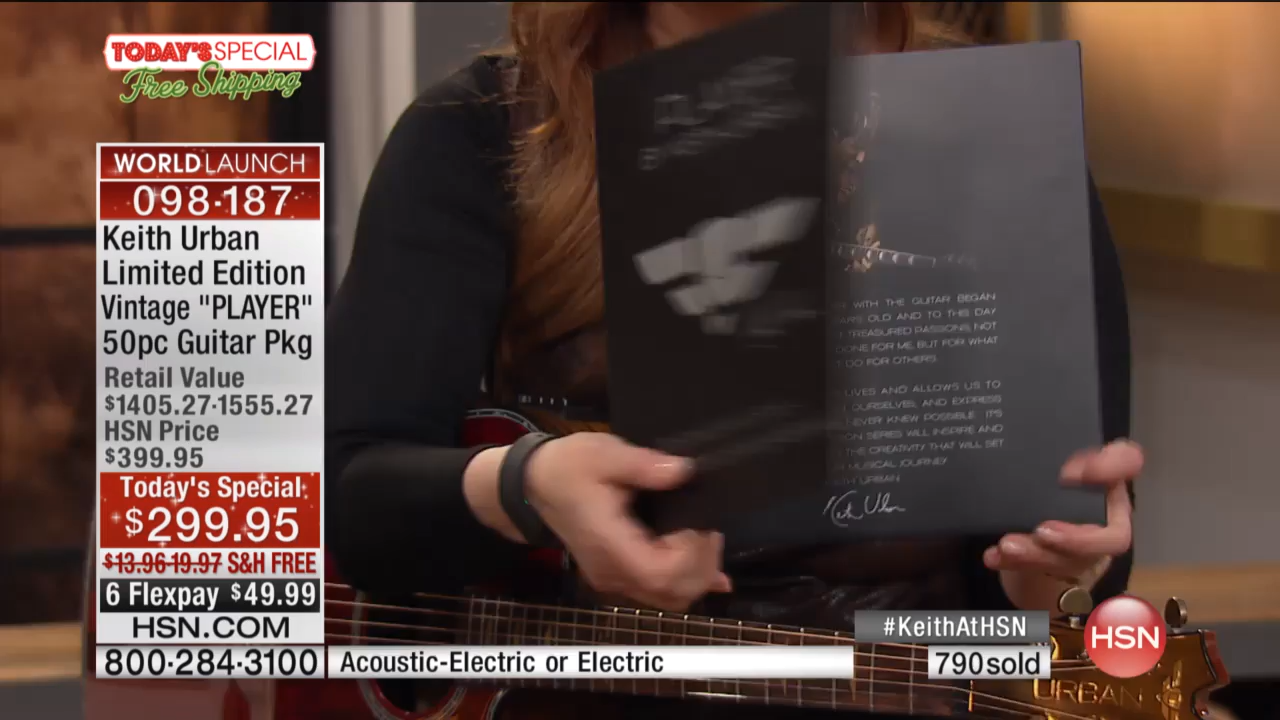 TODAY'S SPECIAL
Free Shipping
WORLD LAUNCH
098-187
Keith Urban
Limited Edition
Vintage "PLAYER"
50pc Guitar Pkg
Retail Value
$1405.27-1555.27
HSN Price
$399.95
Today's Special
$299.95
$13.96-19.97 S&H FREE
6 Flexpay $49.99
HSN.COM
800-284-3100
Acoustic-Electric or Electric
#KeithAtHSN
790 sold
HSN
WITH THE GUITAR BEGAN
OLD AND TO THIS DAY
TREASURED PASSIONS, NOT
DONE FOR ME, BUT FOR WHAT
DO FOR OTHERS.
LIVES AND ALLOWS US TO
OURSELVES, AND EXPRESS
NEVER KNEW POSSIBLE. IT'S
SERIES WILL INSPIRE AND
THE CREATIVITY THAT WILL SET
MUSICAL JOURNEY
URBAN
URBAN